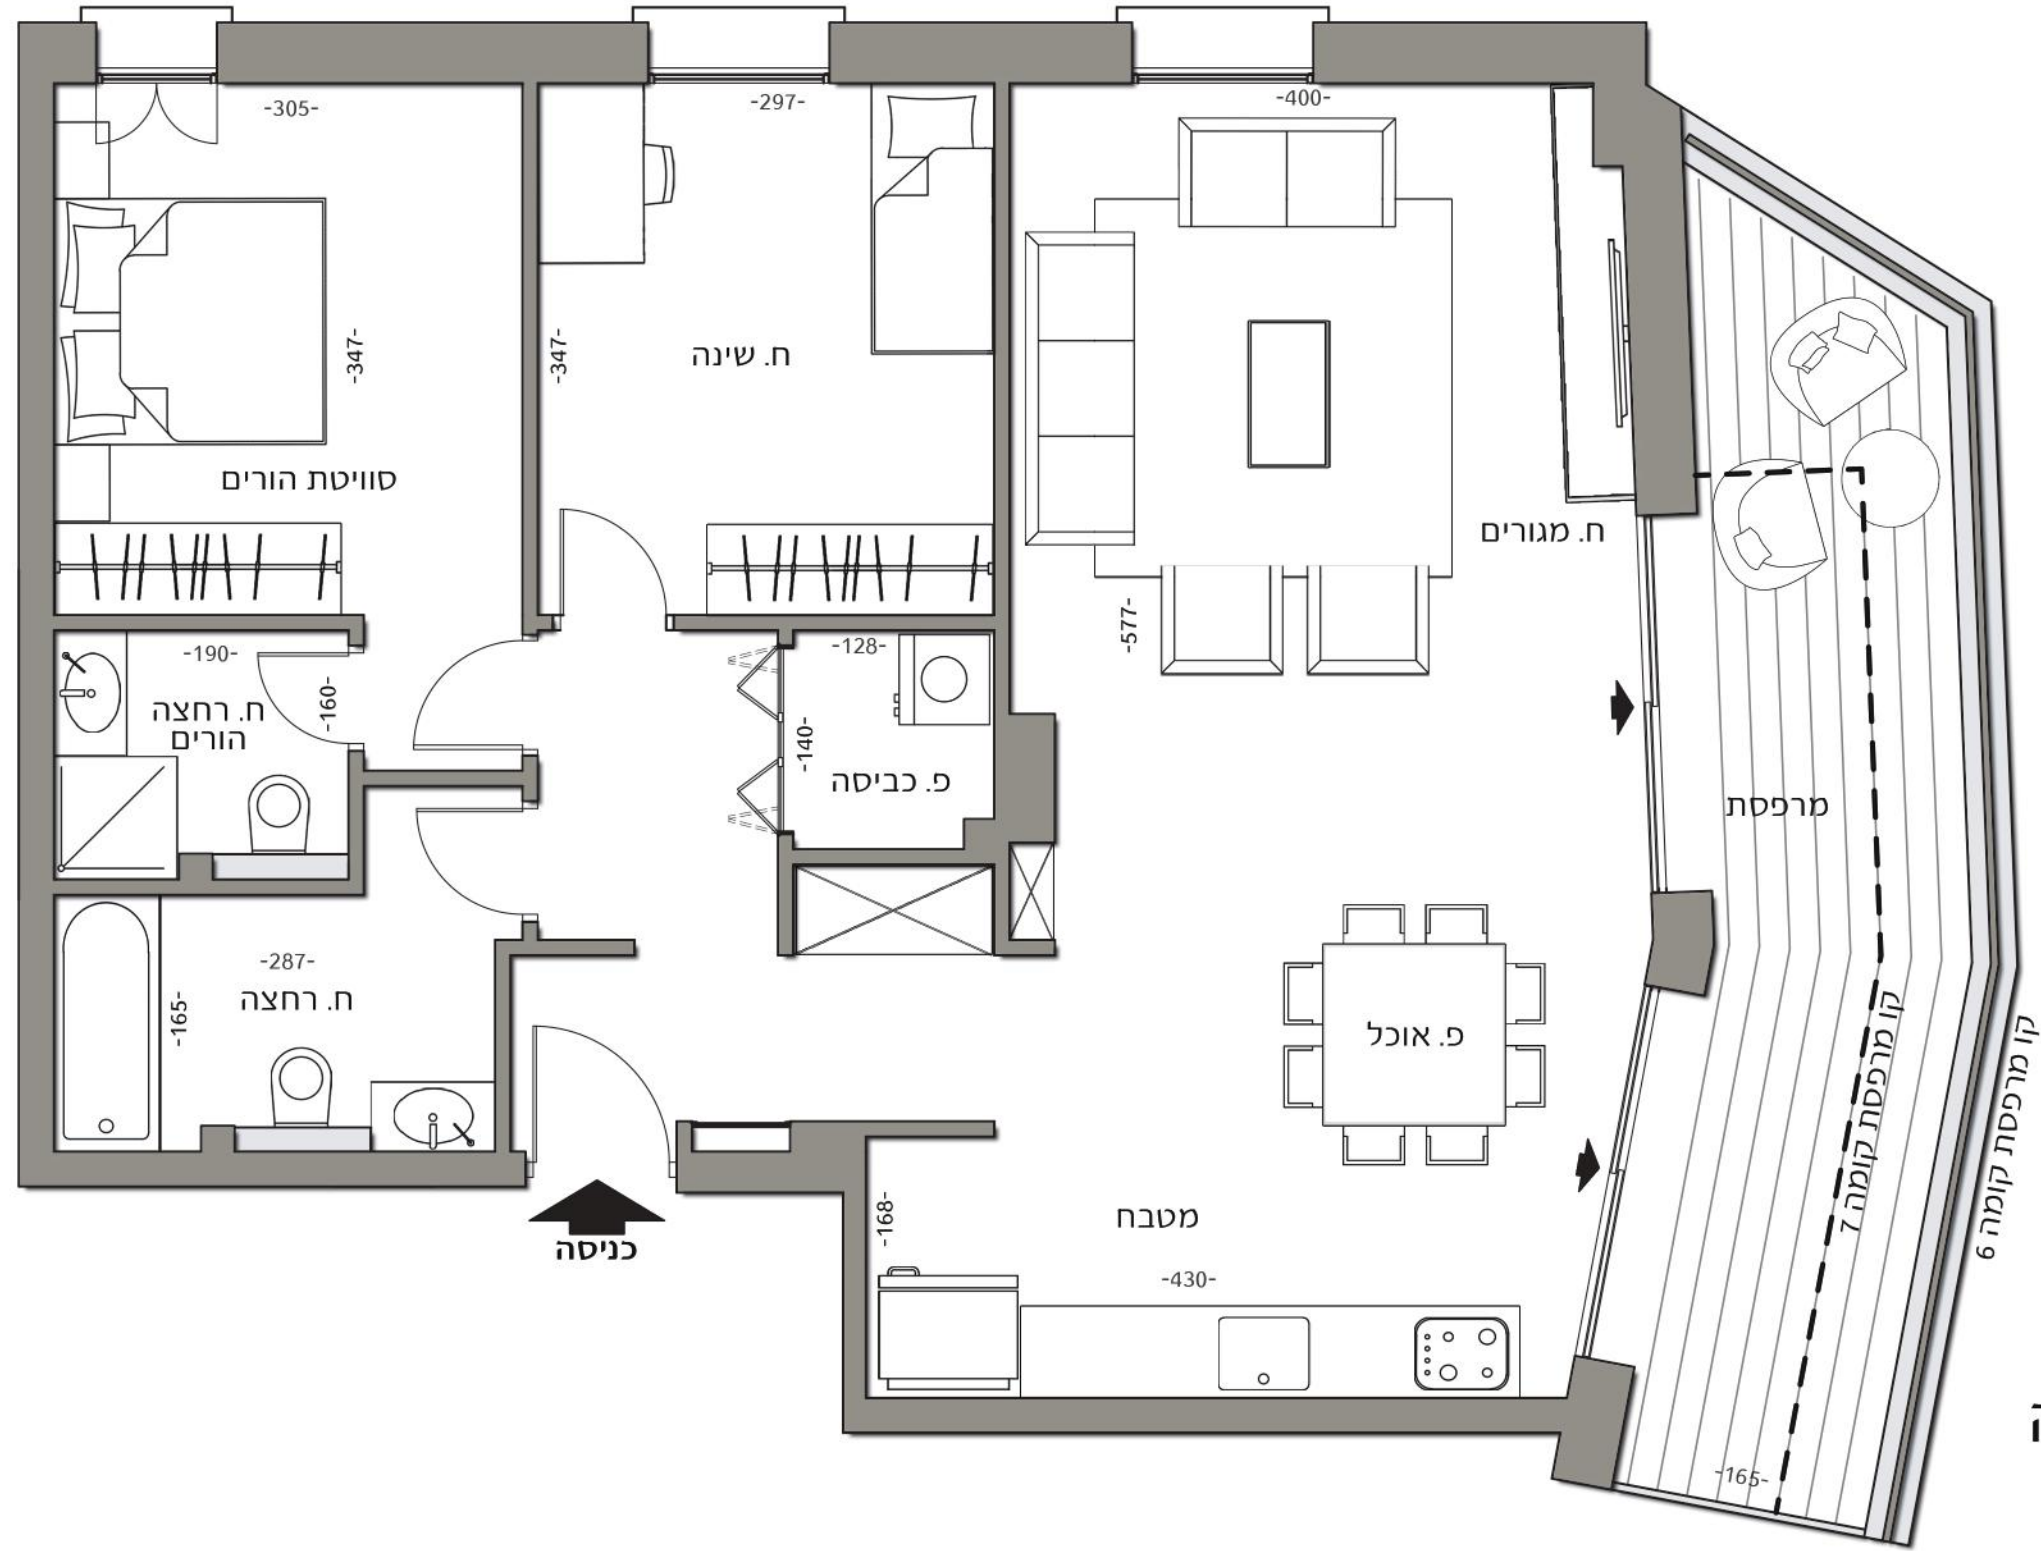 -305-
-297-
-400-
-347-
-347-
ח. שינה
סוויטת הורים
ח. מגורים
-577-
-190-
-160-
ח. רחצה
הורים
-128-
-140-
פ. כביסה
מרפסת
-287-
ח. רחצה
-165-
פ. אוכל
קו מרפסת קומה 7
קו מרפסת קומה 6
כניסה
-168-
מטבח
-430-
-165-